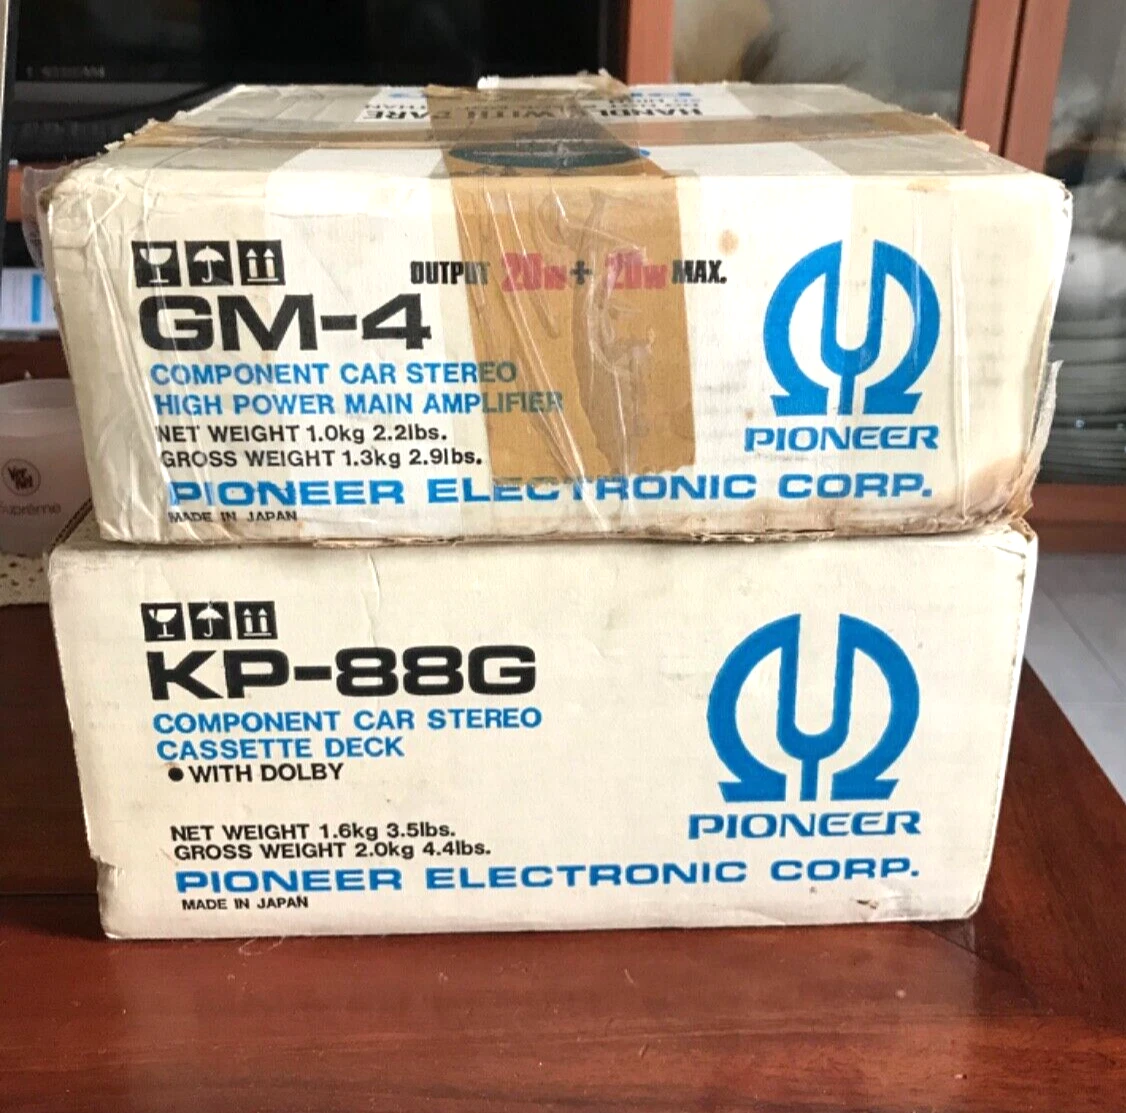 HANDLE WITH CARE
OUTPUT 20W + 20W MAX.
GM-4
COMPONENT CAR STEREO
HIGH POWER MAIN AMPLIFIER
NET WEIGHT 1.0kg 2.2lbs.
GROSS WEIGHT 1.3kg 2.9lbs.
PIONEER
PIONEER ELECTRONIC CORP.
MADE IN JAPAN
KP-88G
COMPONENT CAR STEREO
CASSETTE DECK
● WITH DOLBY
PIONEER
NET WEIGHT 1.6kg 3.5lbs.
GROSS WEIGHT 2.0kg 4.4lbs.
PIONEER ELECTRONIC CORP.
MADE IN JAPAN